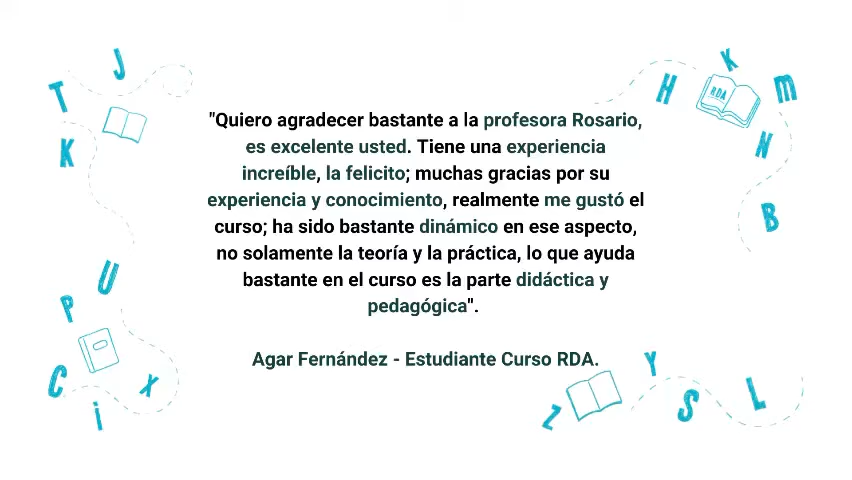 "Quiero agradecer bastante a la profesora Rosario,
es excelente usted. Tiene una experiencia
increíble, la felicito; muchas gracias por su
experiencia y conocimiento, realmente me gustó el
curso; ha sido bastante dinámico en ese aspecto,
no solamente la teoría y la práctica, lo que ayuda
bastante en el curso es la parte didáctica y
pedagógica".
Agar Fernández - Estudiante Curso RDA.
J
T
K
K
H
RDA
m
N
B
U
P
C
X
i
Y
Z
S
L